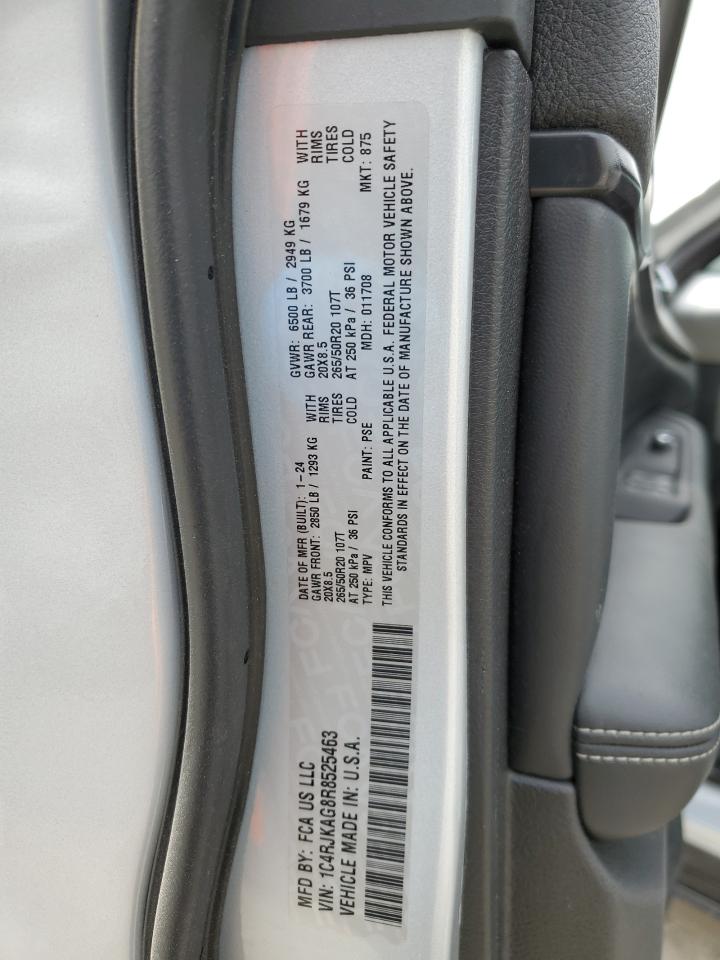 MFD BY: FCA US LLC
VIN: 1C4RJKAG8R8525463
VEHICLE MADE IN: U.S.A.
DATE OF MFR (BUILT): 1-24 GVWR: 6500 LB / 2949 KG
GAWR FRONT: 2850 LB / 1293 KG WITH GAWR REAR: 3700 LB / 1679 KG WITH
20X8.5 RIMS 20X8.5 RIMS
265/50R20 107T TIRES 265/50R20 107T TIRES
AT 250 kPa / 36 PSI COLD AT 250 kPa / 36 PSI COLD
TYPE: MPV PAINT: PSE MDH: 011708 MKT: 875
THIS VEHICLE CONFORMS TO ALL APPLICABLE U.S.A. FEDERAL MOTOR VEHICLE SAFETY
STANDARDS IN EFFECT ON THE DATE OF MANUFACTURE SHOWN ABOVE.